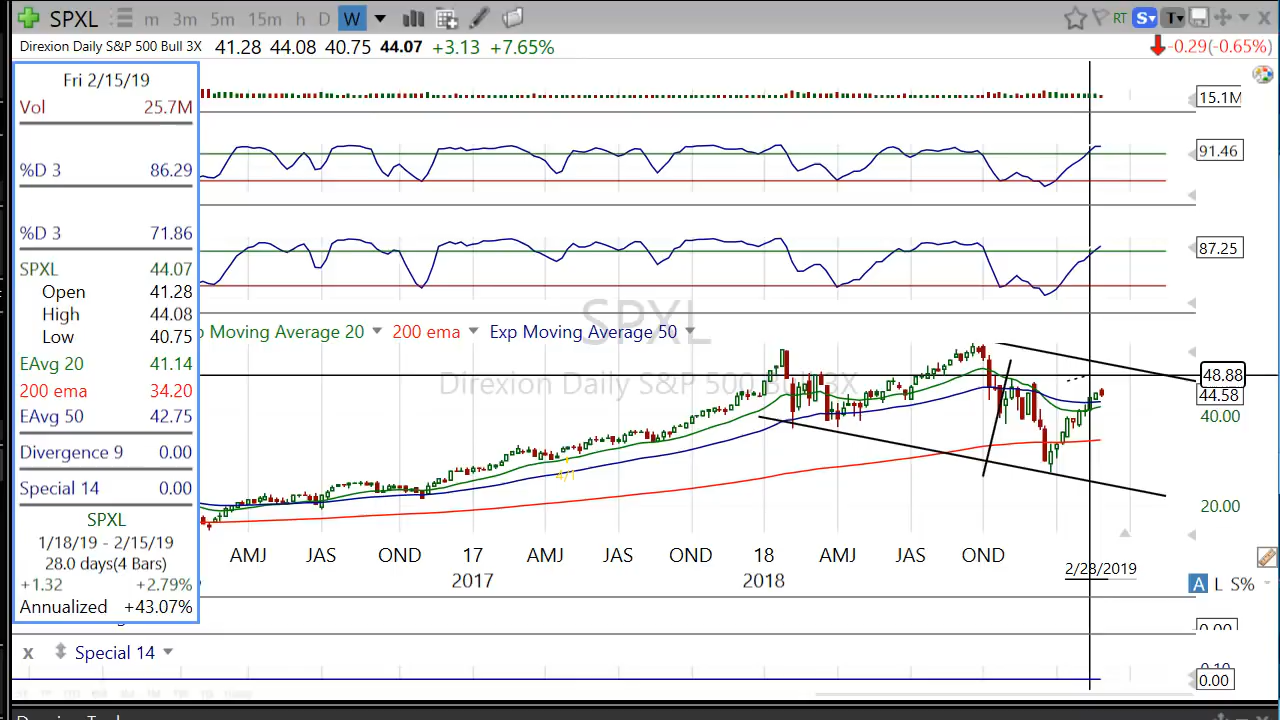 SPXL m 3m 5m 15m h D W RT S T
Direxion Daily S&P 500 Bull 3X 41.28 44.08 40.75 44.07 +3.13 +7.65% -0.29 (-0.65%)
Fri 2/15/19
Vol 25.7M
15.1M
%D 3 86.29
91.46
%D 3 71.86
87.25
SPXL 44.07
Open 41.28
High 44.08
Low 40.75
EAvg 20 41.14
200 ema 34.20
EAvg 50 42.75
Divergence 9 0.00
Special 14 0.00
SPXL
1/18/19 - 2/15/19
28.0 days(4 Bars)
+1.32 +2.79%
Annualized +43.07%
Moving Average 20 200 ema Exp Moving Average 50
SPXL
Direxion Daily S&P 500 Bull 3X
48.88
44.58
40.00
20.00
4/1
AMJ JAS OND 17 AMJ JAS OND 18 AMJ JAS OND
2017 2018 2/28/2019
A L S%
0.00
x Special 14
0.10
0.00